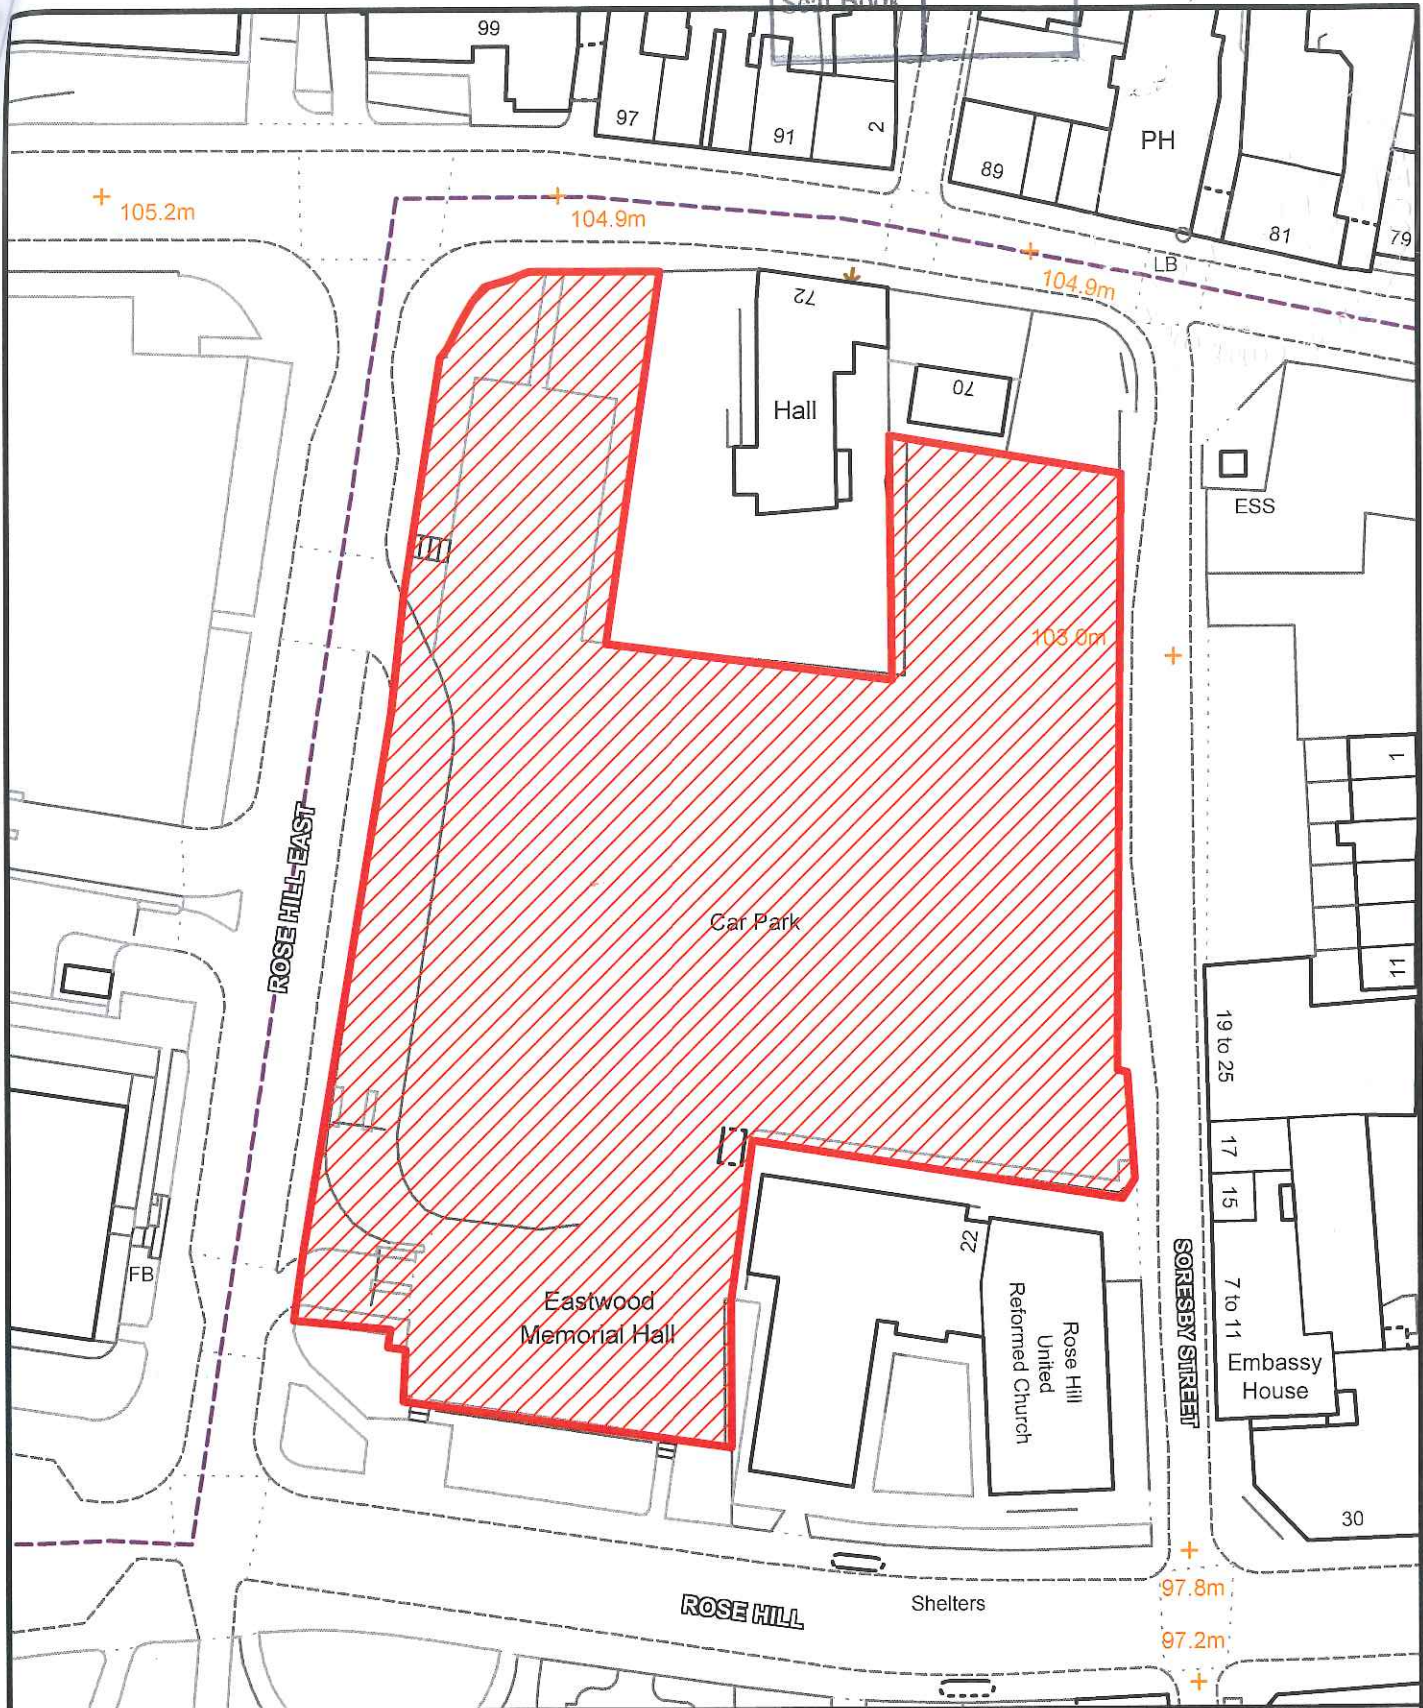 Seal Book
99
97
91
2
89
PH
81
79
105.2m
104.9m
104.9m
LB
72
Hall
70
ESS
103.0m
1
ROSE HILL EAST
Car Park
11
19 to 25
17
15
22
FB
Eastwood
Memorial Hall
Rose Hill
United
Reformed Church
SORESBY STREET
7 to 11
Embassy
House
30
97.8m
ROSE HILL
Shelters
97.2m